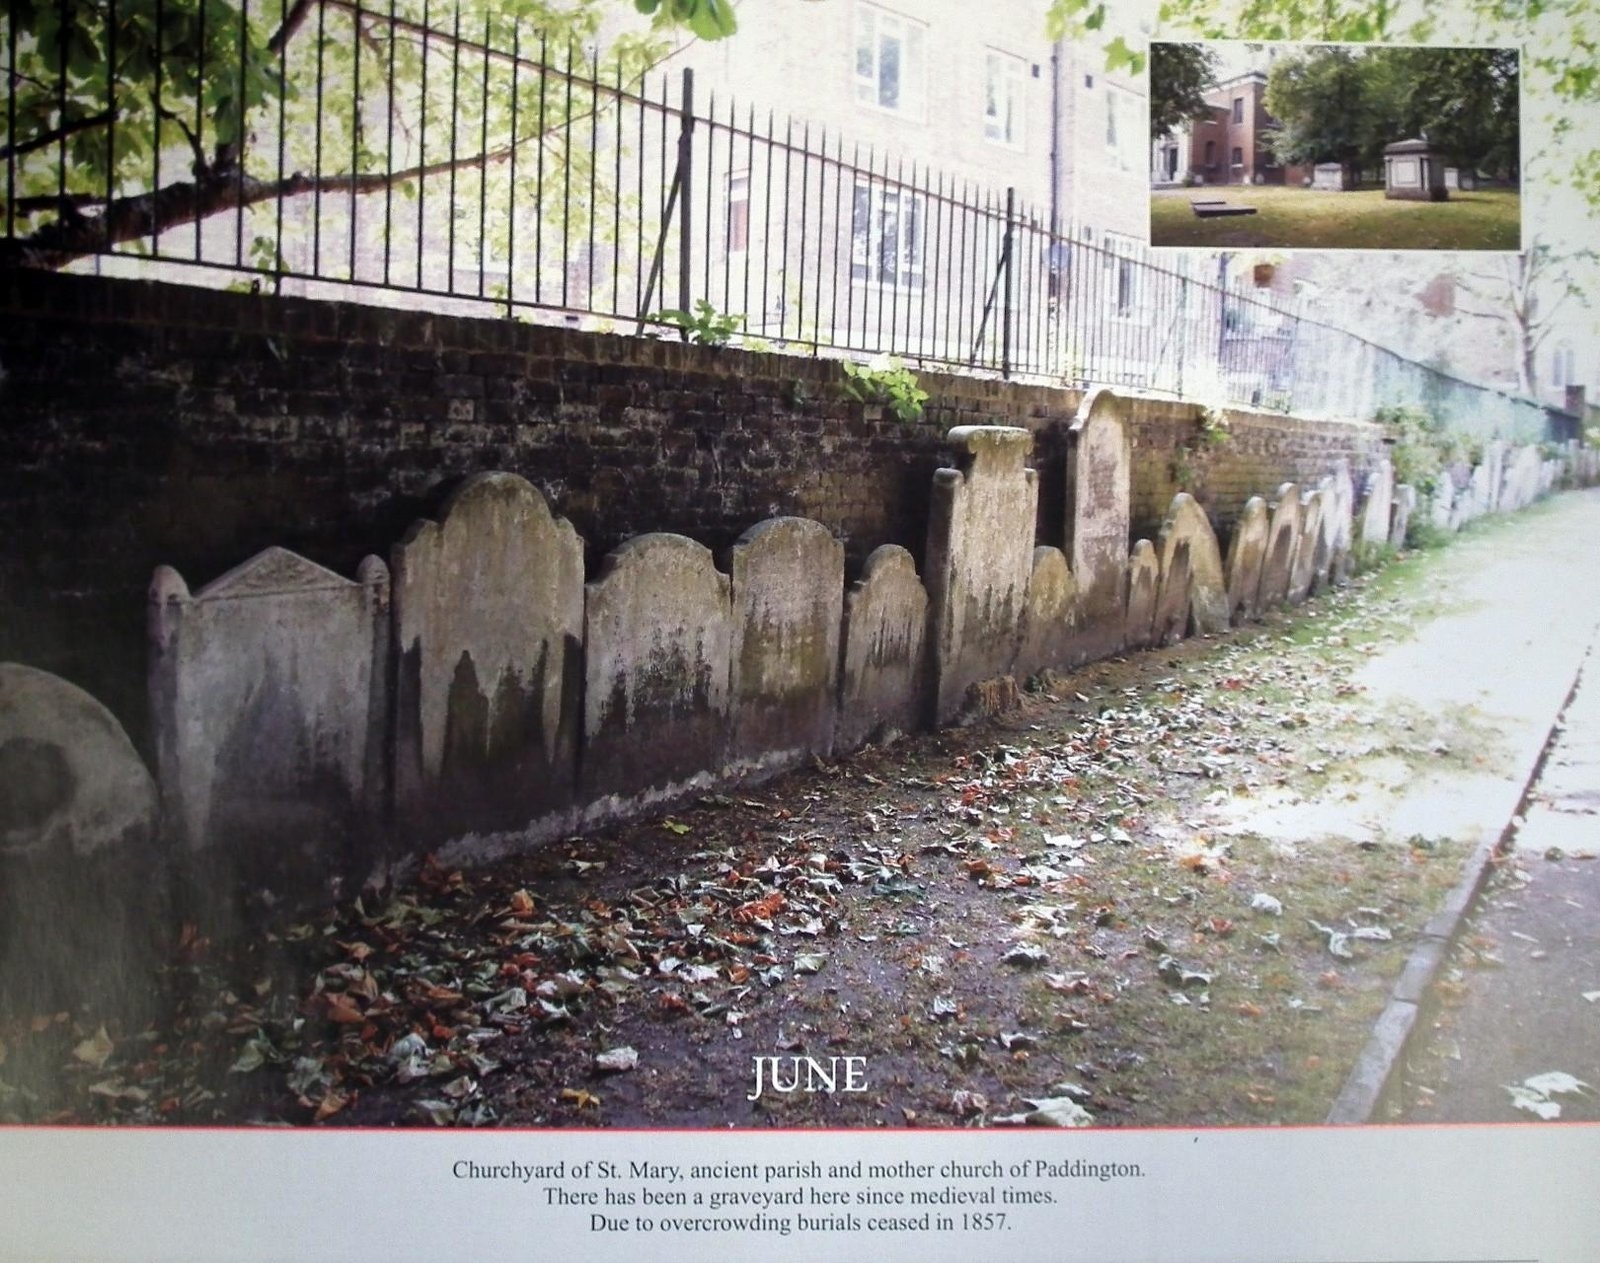 JUNE
Churchyard of St. Mary, ancient parish and mother church of Paddington.
There has been a graveyard here since medieval times.
Due to overcrowding burials ceased in 1857.